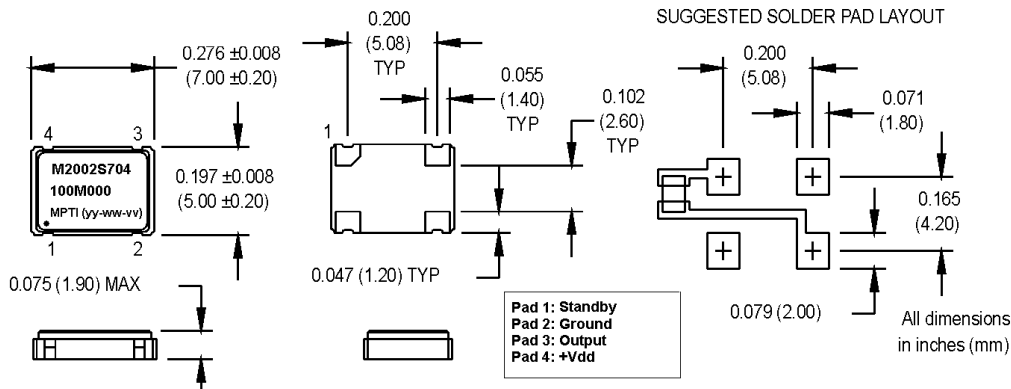 0.276 ±0.008
(7.00 ±0.20)
4
3
M2002S704
100M000
MPTI (yy-ww-vv)
1
2
0.197 ±0.008
(5.00 ±0.20)
0.075 (1.90) MAX
0.200
(5.08)
TYP
0.055
(1.40)
TYP
0.102
(2.60)
TYP
1
0.047 (1.20) TYP
Pad 1: Standby
Pad 2: Ground
Pad 3: Output
Pad 4: +Vdd
SUGGESTED SOLDER PAD LAYOUT
0.200
(5.08)
0.071
(1.80)
0.165
(4.20)
0.079 (2.00)
All dimensions
in inches (mm)